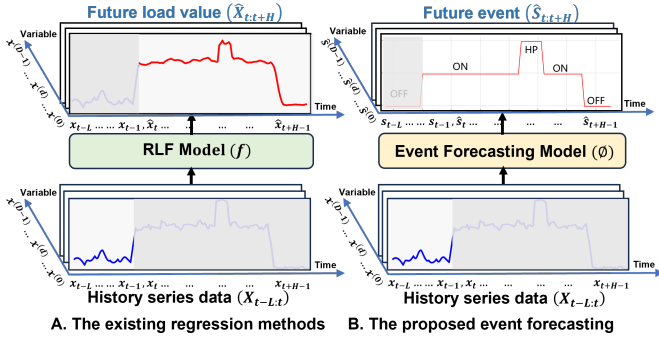 Future load value (X̂ₜ:ₜ₊H)
Variable
x̂⁽ᴰ⁻¹⁾ ... x̂⁽ᵈ⁾ ... x̂⁽⁰⁾
Time
xₜ₋L ... ... xₜ₋₁, x̂ₜ ... ... ... x̂ₜ₊H₋₁
RLF Model (f)
Variable
x⁽ᴰ⁻¹⁾ ... x⁽ᵈ⁾ ... x⁽⁰⁾
Time
xₜ₋L ... ... xₜ₋₁, xₜ ... ... ... xₜ₊H₋₁
History series data (Xₜ₋L:ₜ)
A. The existing regression methods
Future event (Ŝₜ:ₜ₊H)
Variable
ŝ⁽ᴰ⁻¹⁾ ... ŝ⁽ᵈ⁾ ... ŝ⁽⁰⁾
OFF
ON
HP
ON
OFF
Time
sₜ₋L ... ... sₜ₋₁, ŝₜ ... ... ... ŝₜ₊H₋₁
Event Forecasting Model (∅)
Variable
x⁽ᴰ⁻¹⁾ ... x⁽ᵈ⁾ ... x⁽⁰⁾
Time
xₜ₋L ... ... xₜ₋₁, xₜ ... ... ... xₜ₊H₋₁
History series data (Xₜ₋L:ₜ)
B. The proposed event forecasting